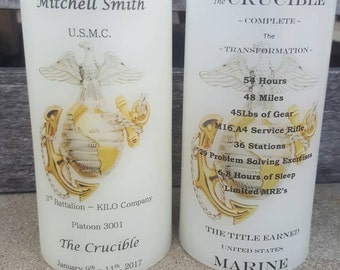 Mitchell Smith
U.S.M.C.
3rd Battalion ~ KILO Company
Platoon 3001
The Crucible
January 9th - 11th, 2017
The CRUCIBLE
~ COMPLETE ~
The
~ TRANSFORMATION ~
54 Hours
48 Miles
45Lbs of Gear
M16 A4 Service Rifle
36 Stations
29 Problem Solving Exercises
6-8 Hours of Sleep
Limited MRE's
THE TITLE EARNED
UNITED STATES
MARINE